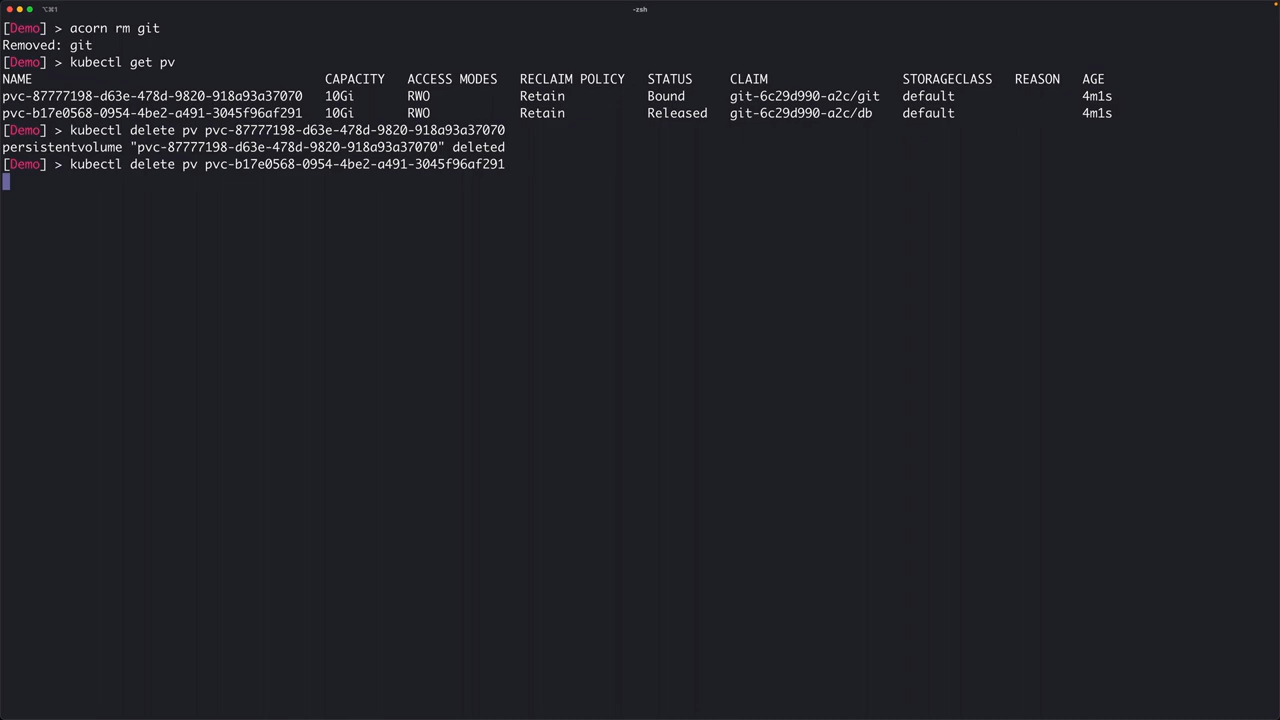 ⌥⌘1
-zsh
[Demo] > acorn rm git
Removed: git
[Demo] > kubectl get pv
NAME CAPACITY ACCESS MODES RECLAIM POLICY STATUS CLAIM STORAGECLASS REASON AGE
pvc-87777198-d63e-478d-9820-918a93a37070 10Gi RWO Retain Bound git-6c29d990-a2c/git default 4m1s
pvc-b17e0568-0954-4be2-a491-3045f96af291 10Gi RWO Retain Released git-6c29d990-a2c/db default 4m1s
[Demo] > kubectl delete pv pvc-87777198-d63e-478d-9820-918a93a37070
persistentvolume "pvc-87777198-d63e-478d-9820-918a93a37070" deleted
[Demo] > kubectl delete pv pvc-b17e0568-0954-4be2-a491-3045f96af291